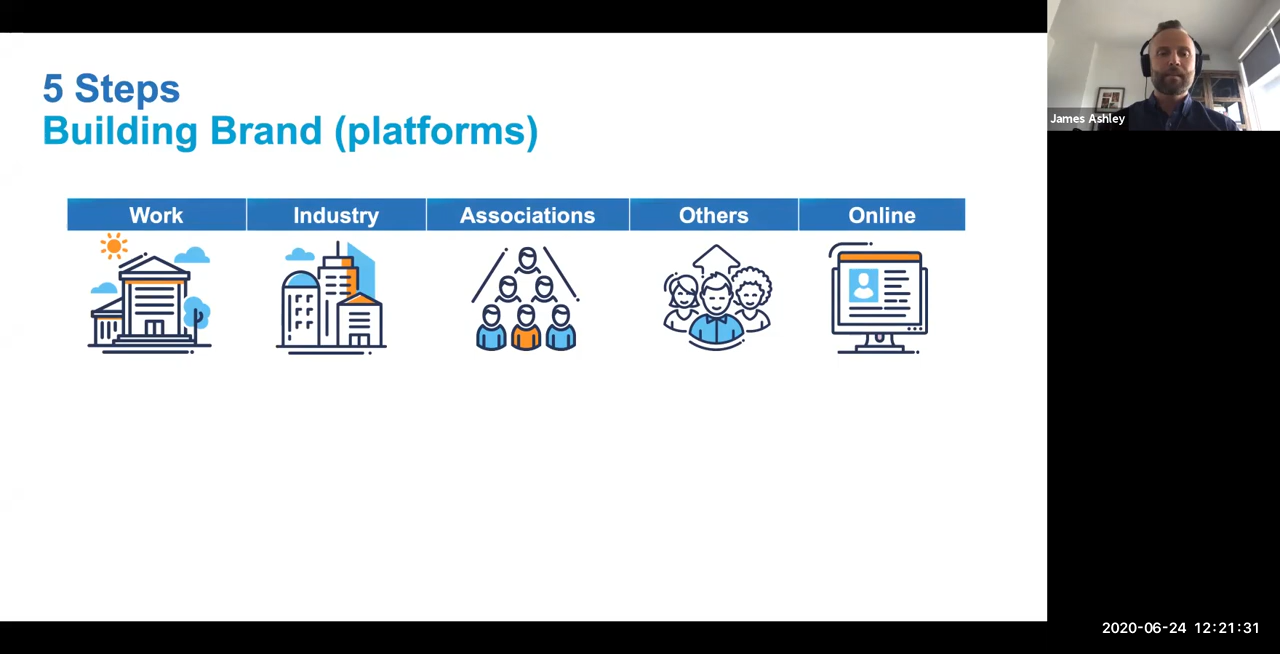 5 Steps
Building Brand (platforms)
Work Industry Associations Others Online
James Ashley
2020-06-24 12:21:31